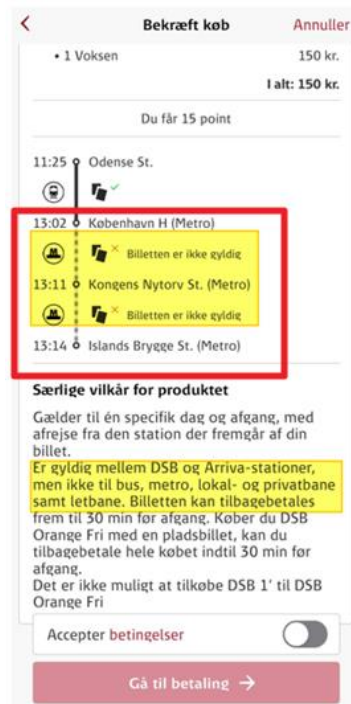 Bekræft køb Annuller
• 1 Voksen 150 kr.
I alt: 150 kr.
Du får 15 point
11:25 Odense St.
13:02 København H (Metro)
Billetten er ikke gyldig
13:11 Kongens Nytorv St. (Metro)
Billetten er ikke gyldig
13:14 Islands Brygge St. (Metro)
Særlige vilkår for produktet
Gælder til én specifik dag og afgang, med
afrejse fra den station der fremgår af din
billet.
Er gyldig mellem DSB og Arriva-stationer,
men ikke til bus, metro, lokal- og privatbane
samt letbane. Billetten kan tilbagebetales
frem til 30 min før afgang. Køber du DSB
Orange Fri med en pladsbillet, kan du
tilbagebetale hele købet indtil 30 min før
afgang.
Det er ikke muligt at tilkøbe DSB 1' til DSB
Orange Fri
Accepter betingelser
Gå til betaling →